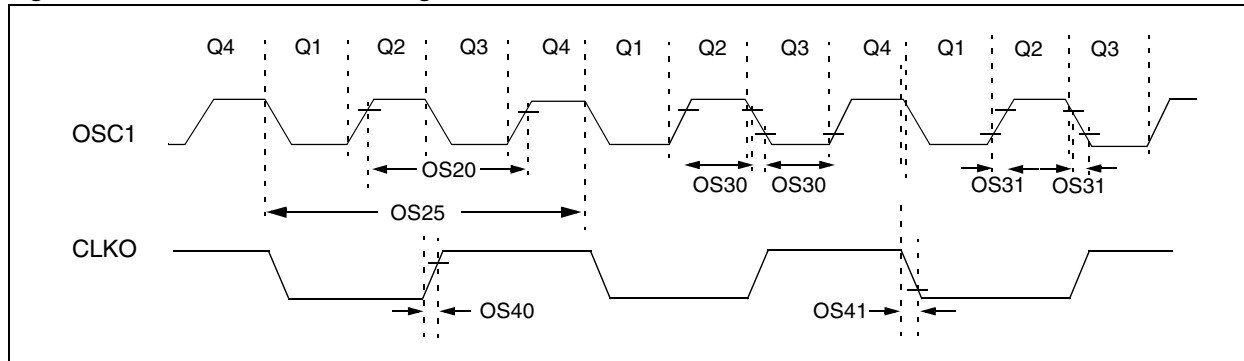 Q4 Q1 Q2 Q3 Q4 Q1 Q2 Q3 Q4 Q1 Q2 Q3
OSC1
OS20
OS30 OS30
OS31 OS31
OS25
CLKO
OS40
OS41